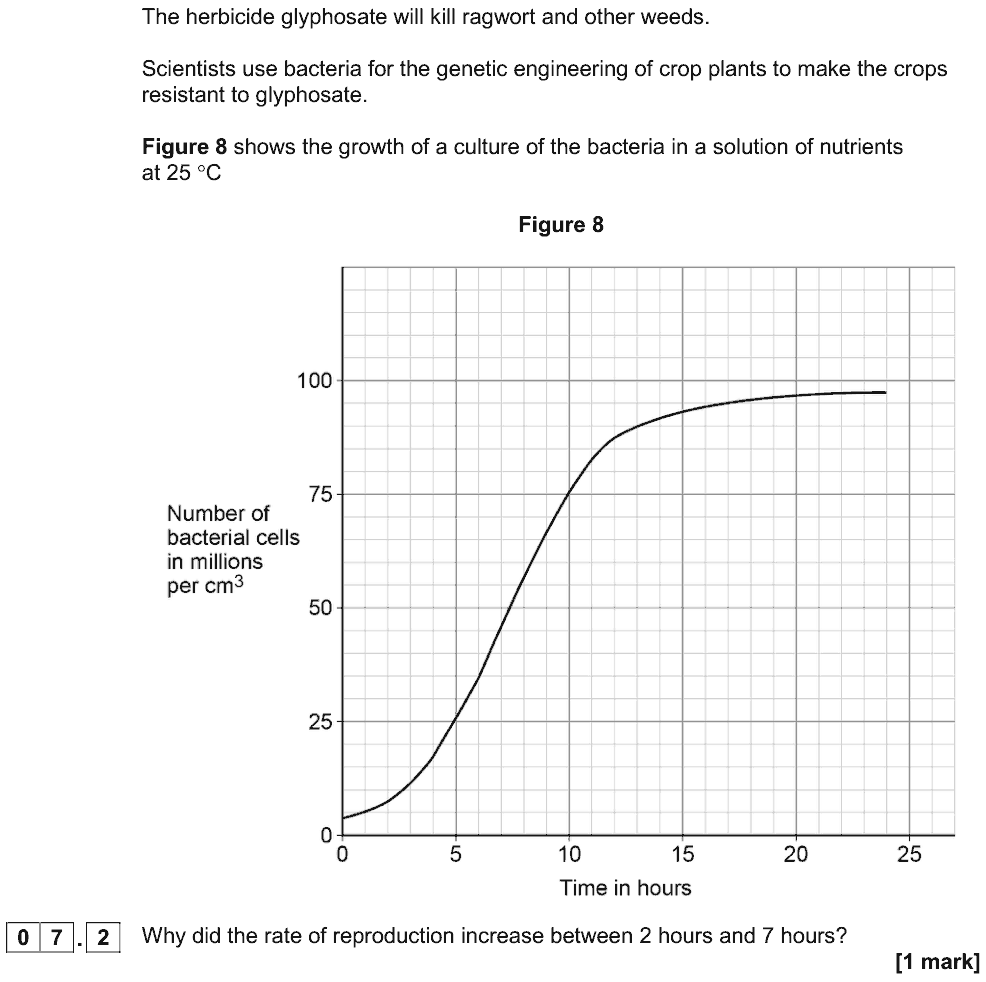 The herbicide glyphosate will kill ragwort and other weeds.
Scientists use bacteria for the genetic engineering of crop plants to make the crops
resistant to glyphosate.
Figure 8 shows the growth of a culture of the bacteria in a solution of nutrients
at 25 °C
Figure 8
100
75
50
25
0
Number of
bacterial cells
in millions
per cm³
0 5 10 15 20 25
Time in hours
0 7 . 2 Why did the rate of reproduction increase between 2 hours and 7 hours?
[1 mark]